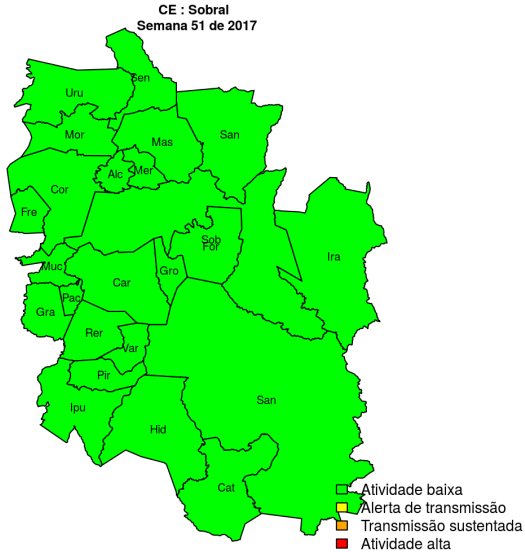 CE : Sobral
Semana 51 de 2017
Sen
Uru
Mor
Mas
San
Alc
Mer
Cor
Fre
Sob
For
Ira
Muc
Gro
Car
Pac
Gra
Rer
Var
Pir
San
Ipu
Hid
Cat
Atividade baixa
Alerta de transmissão
Transmissão sustentada
Atividade alta